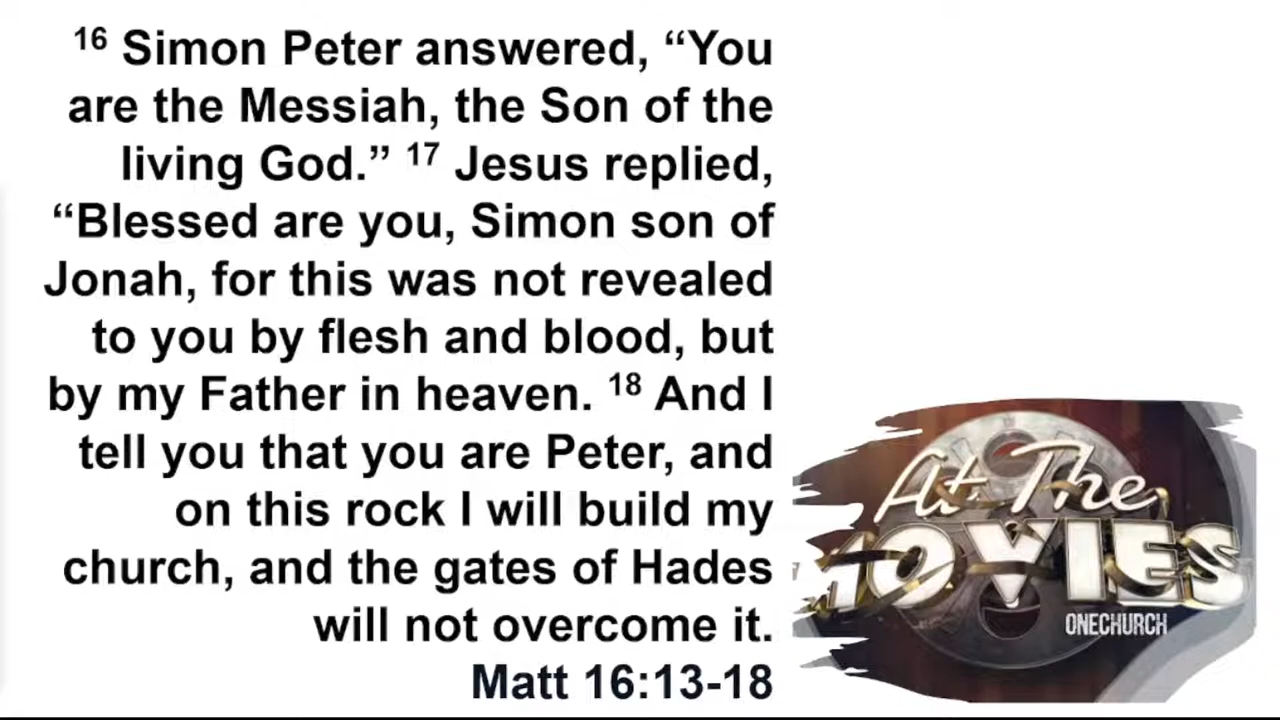 16 Simon Peter answered, “You
are the Messiah, the Son of the
living God.” 17 Jesus replied,
“Blessed are you, Simon son of
Jonah, for this was not revealed
to you by flesh and blood, but
by my Father in heaven. 18 And I
tell you that you are Peter, and
on this rock I will build my
church, and the gates of Hades
will not overcome it.
Matt 16:13-18
At The
MOVIES
ONECHURCH